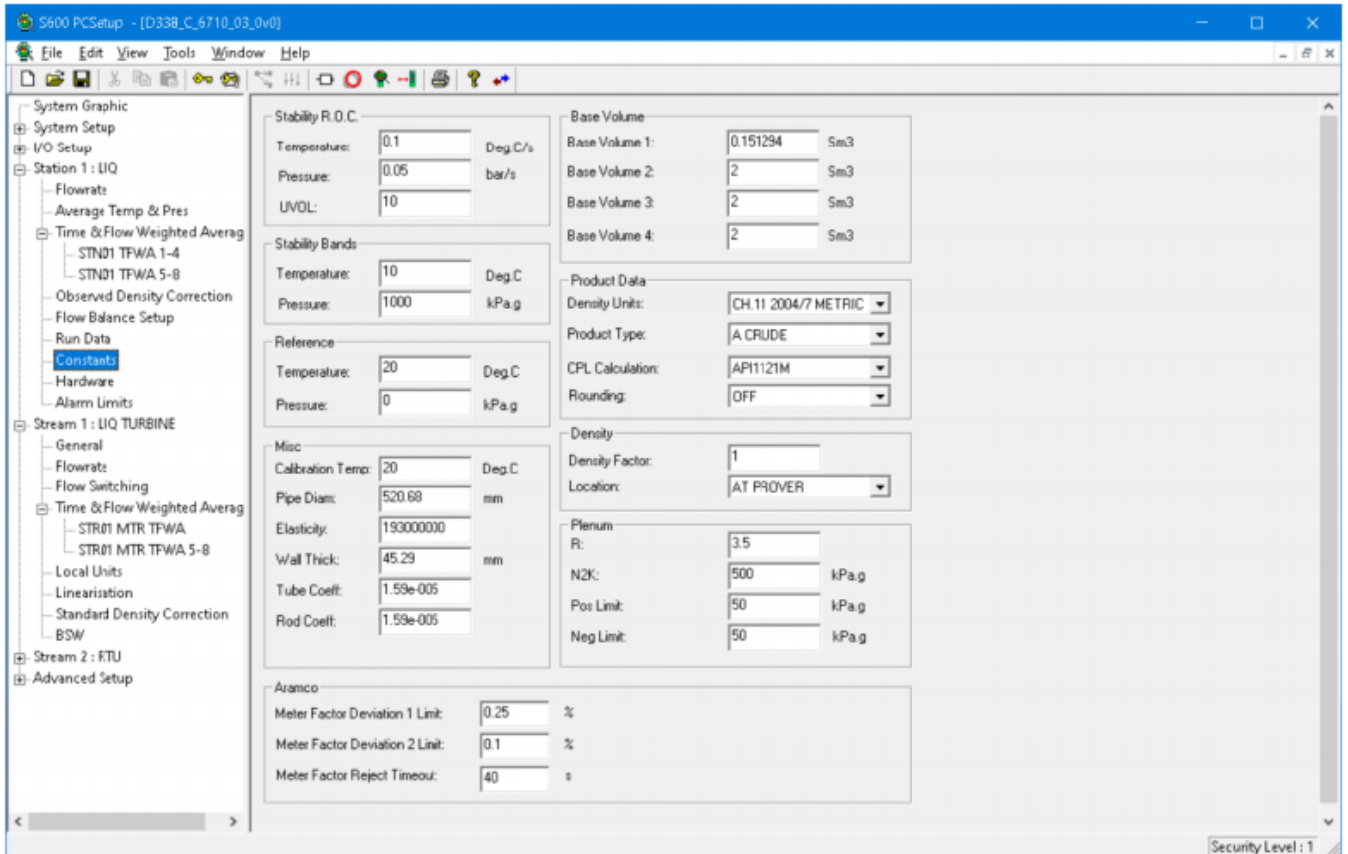 S600 PCSetup - [D338_C_6710_03_0v0]
File Edit View Tools Window Help
System Graphic
System Setup
I/O Setup
Station 1 : LIQ
Flowrate
Average Temp & Pres
Time & Flow Weighted Averag
STN01 TFWA 1-4
STN01 TFWA 5-8
Observed Density Correction
Flow Balance Setup
Run Data
Constants
Hardware
Alarm Limits
Stream 1 : LIQ TURBINE
General
Flowrate
Flow Switching
Time & Flow Weighted Averag
STR01 MTR TFWA
STR01 MTR TFWA 5-8
Local Units
Linearisation
Standard Density Correction
BSW
Stream 2 : RTU
Advanced Setup
Stability R.O.C.
Temperature: 0.1 Deg.C/s
Pressure: 0.05 bar/s
UVOL: 10
Stability Bands
Temperature: 10 Deg.C
Pressure: 1000 kPa.g
Reference
Temperature: 20 Deg.C
Pressure: 0 kPa.g
Misc
Calibration Temp: 20 Deg.C
Pipe Diam: 520.68 mm
Elasticity: 193000000
Wall Thick: 45.29 mm
Tube Coeff: 1.59e-005
Rod Coeff: 1.59e-005
Base Volume
Base Volume 1: 0.151294 Sm3
Base Volume 2: 2 Sm3
Base Volume 3: 2 Sm3
Base Volume 4: 2 Sm3
Product Data
Density Units: CH.11 2004/7 METRIC
Product Type: A CRUDE
CPL Calculation: API1121M
Rounding: OFF
Density
Density Factor: 1
Location: AT PROVER
Plenum
R: 3.5
N2K: 500 kPa.g
Pos Limit: 50 kPa.g
Neg Limit: 50 kPa.g
Aramco
Meter Factor Deviation 1 Limit: 0.25 %
Meter Factor Deviation 2 Limit: 0.1 %
Meter Factor Reject Timeout: 40 s
Security Level : 1